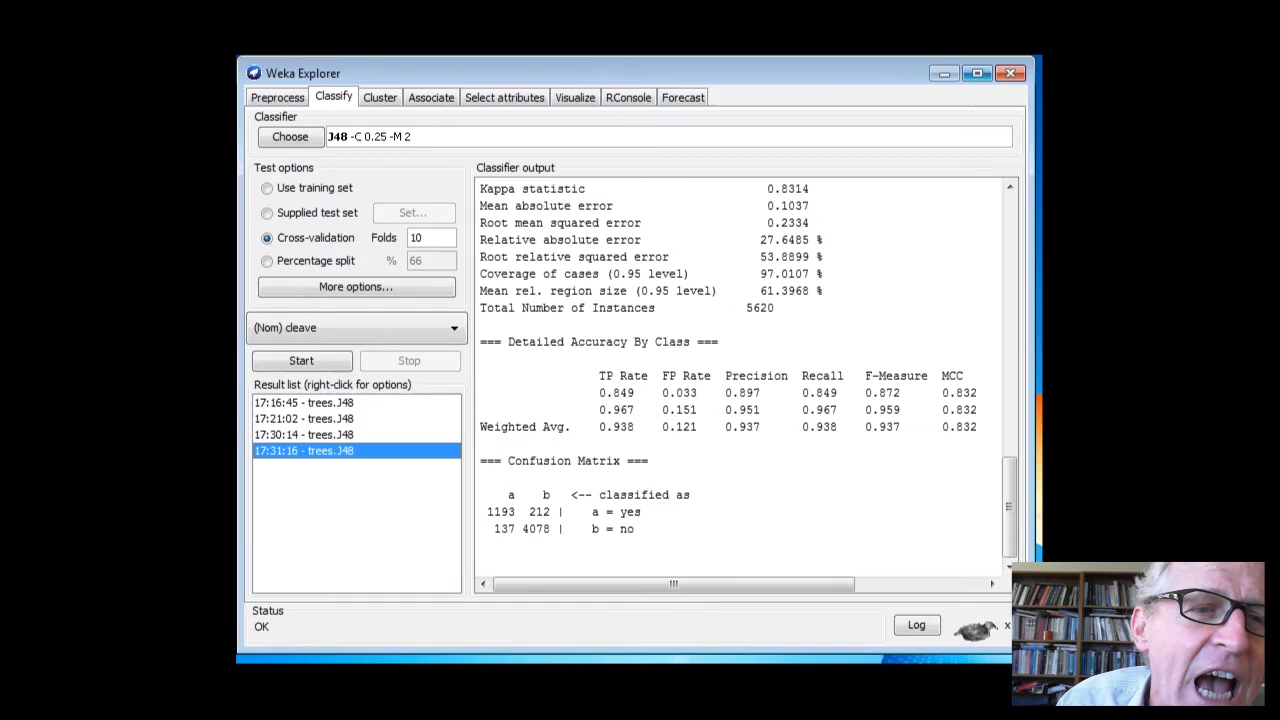 Weka Explorer
Preprocess Classify Cluster Associate Select attributes Visualize RConsole Forecast
Classifier
Choose J48 -C 0.25 -M 2
Test options
Use training set
Supplied test set Set...
Cross-validation Folds 10
Percentage split % 66
More options...
(Nom) cleave
Start Stop
Result list (right-click for options)
17:16:45 - trees.J48
17:21:02 - trees.J48
17:30:14 - trees.J48
17:31:16 - trees.J48
Classifier output
Kappa statistic 0.8314
Mean absolute error 0.1037
Root mean squared error 0.2334
Relative absolute error 27.6485 %
Root relative squared error 53.8899 %
Coverage of cases (0.95 level) 97.0107 %
Mean rel. region size (0.95 level) 61.3968 %
Total Number of Instances 5620
=== Detailed Accuracy By Class ===
TP Rate FP Rate Precision Recall F-Measure MCC
0.849 0.033 0.897 0.849 0.872 0.832
0.967 0.151 0.951 0.967 0.959 0.832
Weighted Avg. 0.938 0.121 0.937 0.938 0.937 0.832
=== Confusion Matrix ===
a b <-- classified as
1193 212 | a = yes
137 4078 | b = no
Status
OK
Log
x